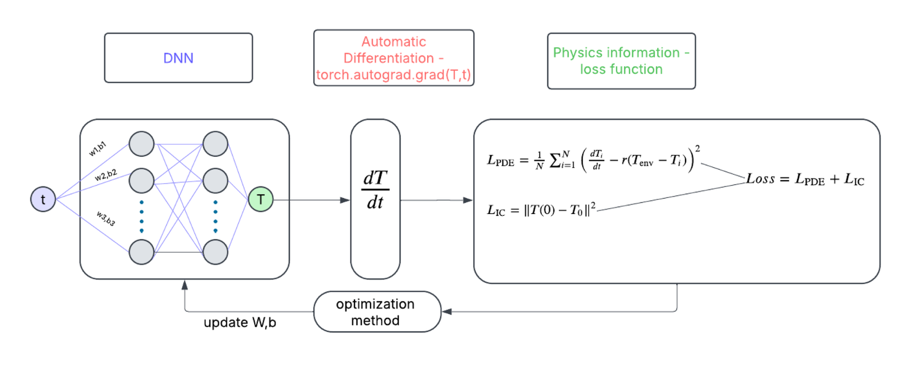 DNN
Automatic
Differentiation -
torch.autograd.grad(T,t)
Physics information -
loss function
w1,b1
w2,b2
w3,b3
t
T
dT
dt
L_PDE = 1/N ∑_{i=1}^{N} (dT_i/dt − r(T_env − T_i))^2
L_IC = ‖T(0) − T_0‖^2
Loss = L_PDE + L_IC
optimization
method
update W,b